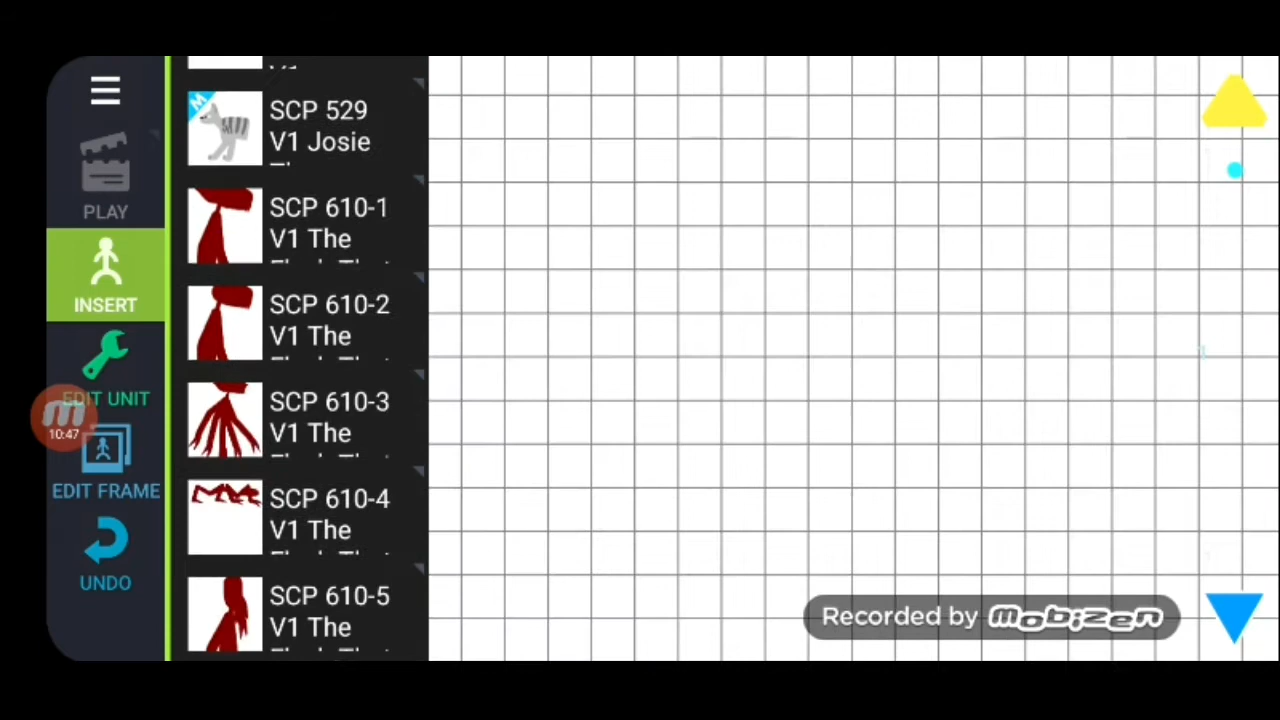 SCP 529
V1 Josie
PLAY
SCP 610-1
V1 The
INSERT
SCP 610-2
V1 The
EDIT UNIT
10:47
SCP 610-3
V1 The
EDIT FRAME
SCP 610-4
V1 The
UNDO
SCP 610-5
V1 The
Recorded by mobizen